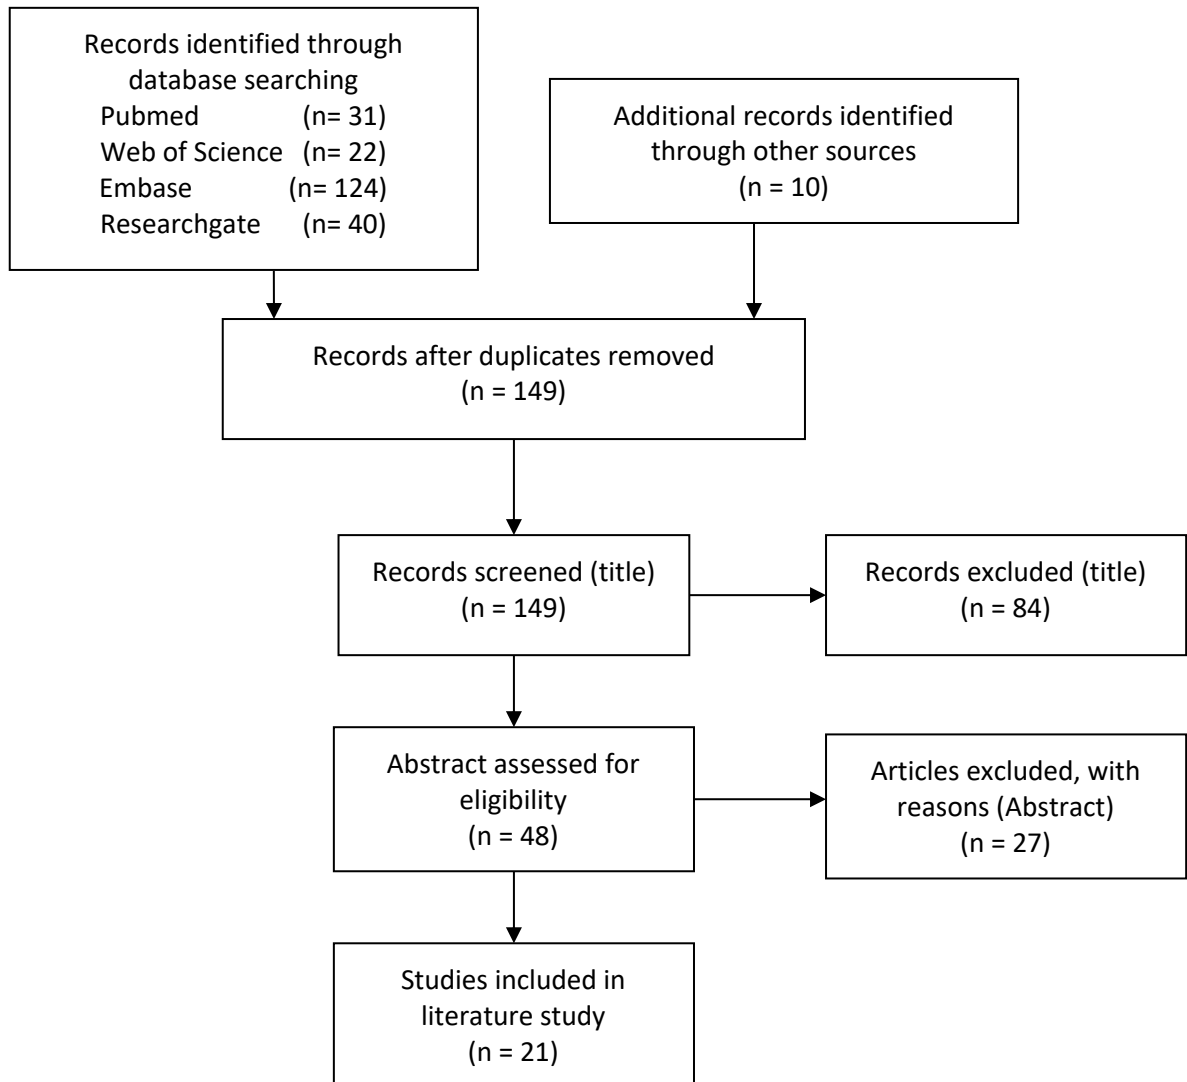 Records identified through
database searching
Pubmed (n= 31)
Web of Science (n= 22)
Embase (n= 124)
Researchgate (n= 40)
Additional records identified
through other sources
(n = 10)
Records after duplicates removed
(n = 149)
Records screened (title)
(n = 149)
Records excluded (title)
(n = 84)
Abstract assessed for
eligibility
(n = 48)
Articles excluded, with
reasons (Abstract)
(n = 27)
Studies included in
literature study
(n = 21)